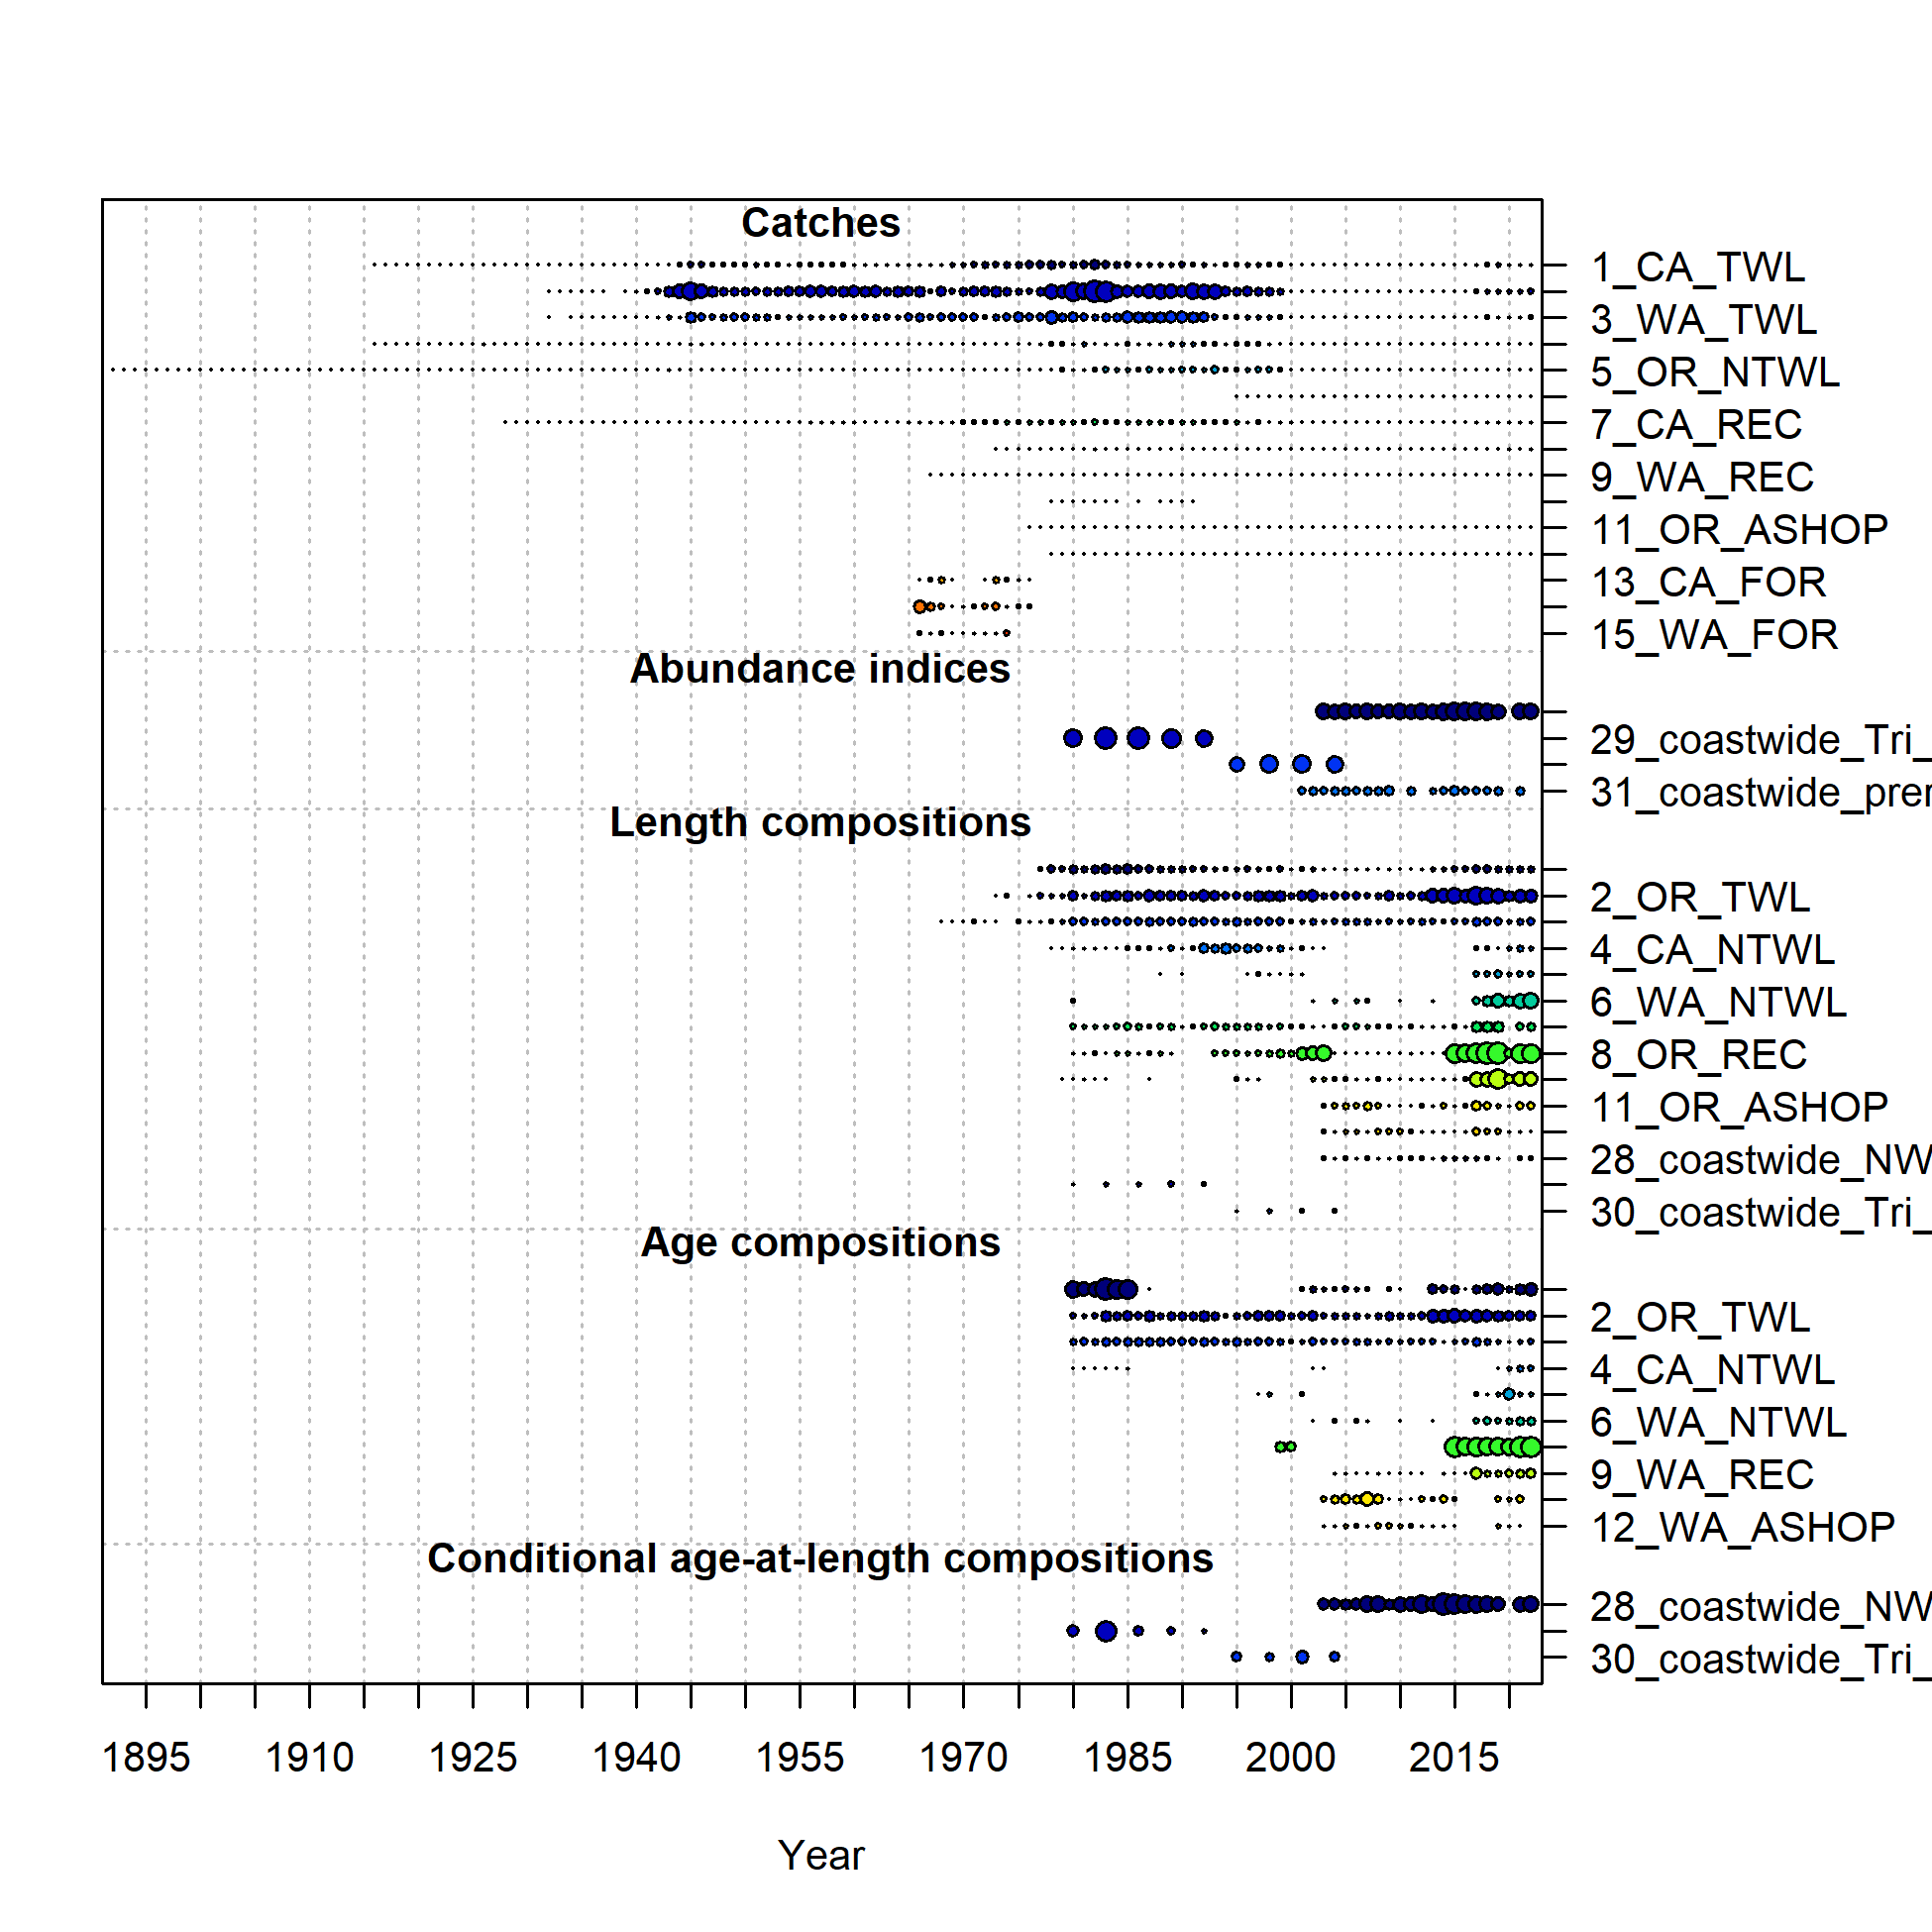 Catches
1_CA_TWL
3_WA_TWL
5_OR_NTWL
7_CA_REC
9_WA_REC
11_OR_ASHOP
13_CA_FOR
15_WA_FOR
Abundance indices
29_coastwide_Tri_
31_coastwide_prer
Length compositions
2_OR_TWL
4_CA_NTWL
6_WA_NTWL
8_OR_REC
11_OR_ASHOP
28_coastwide_NW
30_coastwide_Tri_
Age compositions
2_OR_TWL
4_CA_NTWL
6_WA_NTWL
9_WA_REC
12_WA_ASHOP
Conditional age-at-length compositions
28_coastwide_NW
30_coastwide_Tri_
1895 1910 1925 1940 1955 1970 1985 2000 2015
Year